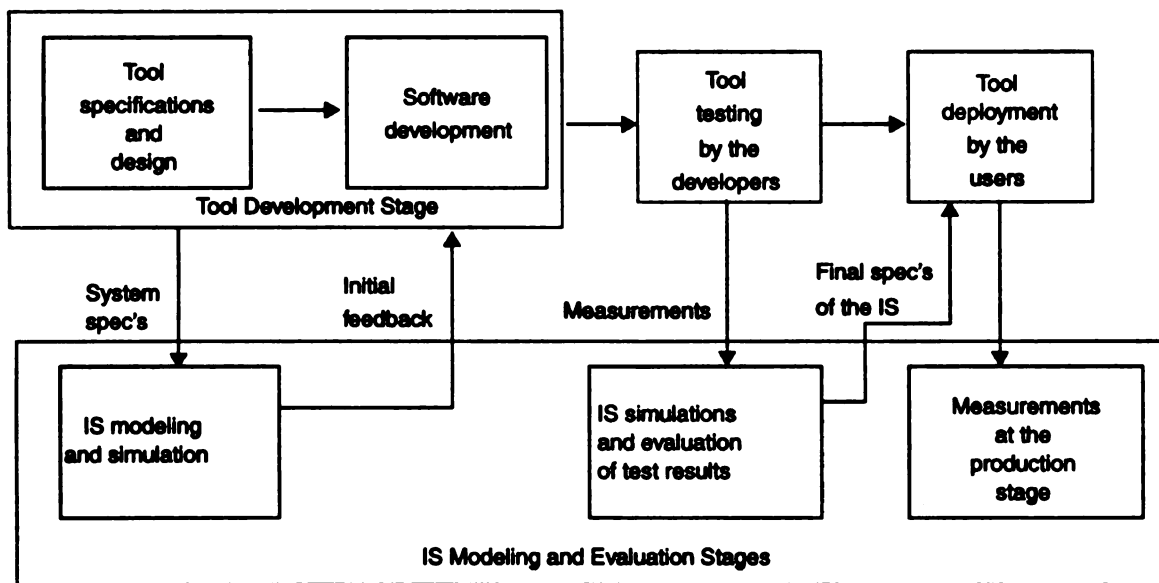 Tool
specifications
and
design
Software
development
Tool Development Stage
Tool
testing
by the
developers
Tool
deployment
by the
users
System
spec's
Initial
feedback
Measurements
Final spec's
of the IS
IS modeling
and simulation
IS simulations
and evaluation
of test results
Measurements
at the
production
stage
IS Modeling and Evaluation Stages